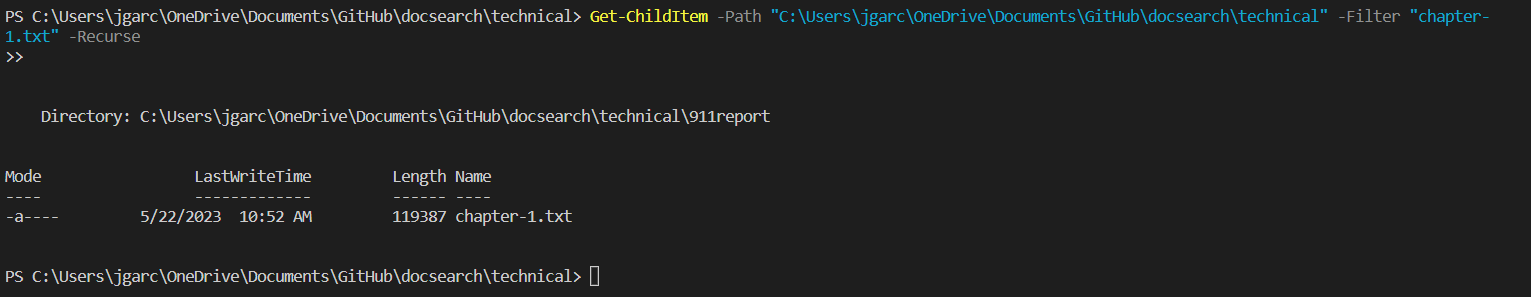 PS C:\Users\jgarc\OneDrive\Documents\GitHub\docsearch\technical> Get-ChildItem -Path "C:\Users\jgarc\OneDrive\Documents\GitHub\docsearch\technical" -Filter "chapter-
1.txt" -Recurse
>>
    Directory: C:\Users\jgarc\OneDrive\Documents\GitHub\docsearch\technical\911report
Mode                 LastWriteTime         Length Name
----                 -------------         ------ ----
-a----         5/22/2023  10:52 AM         119387 chapter-1.txt
PS C:\Users\jgarc\OneDrive\Documents\GitHub\docsearch\technical>